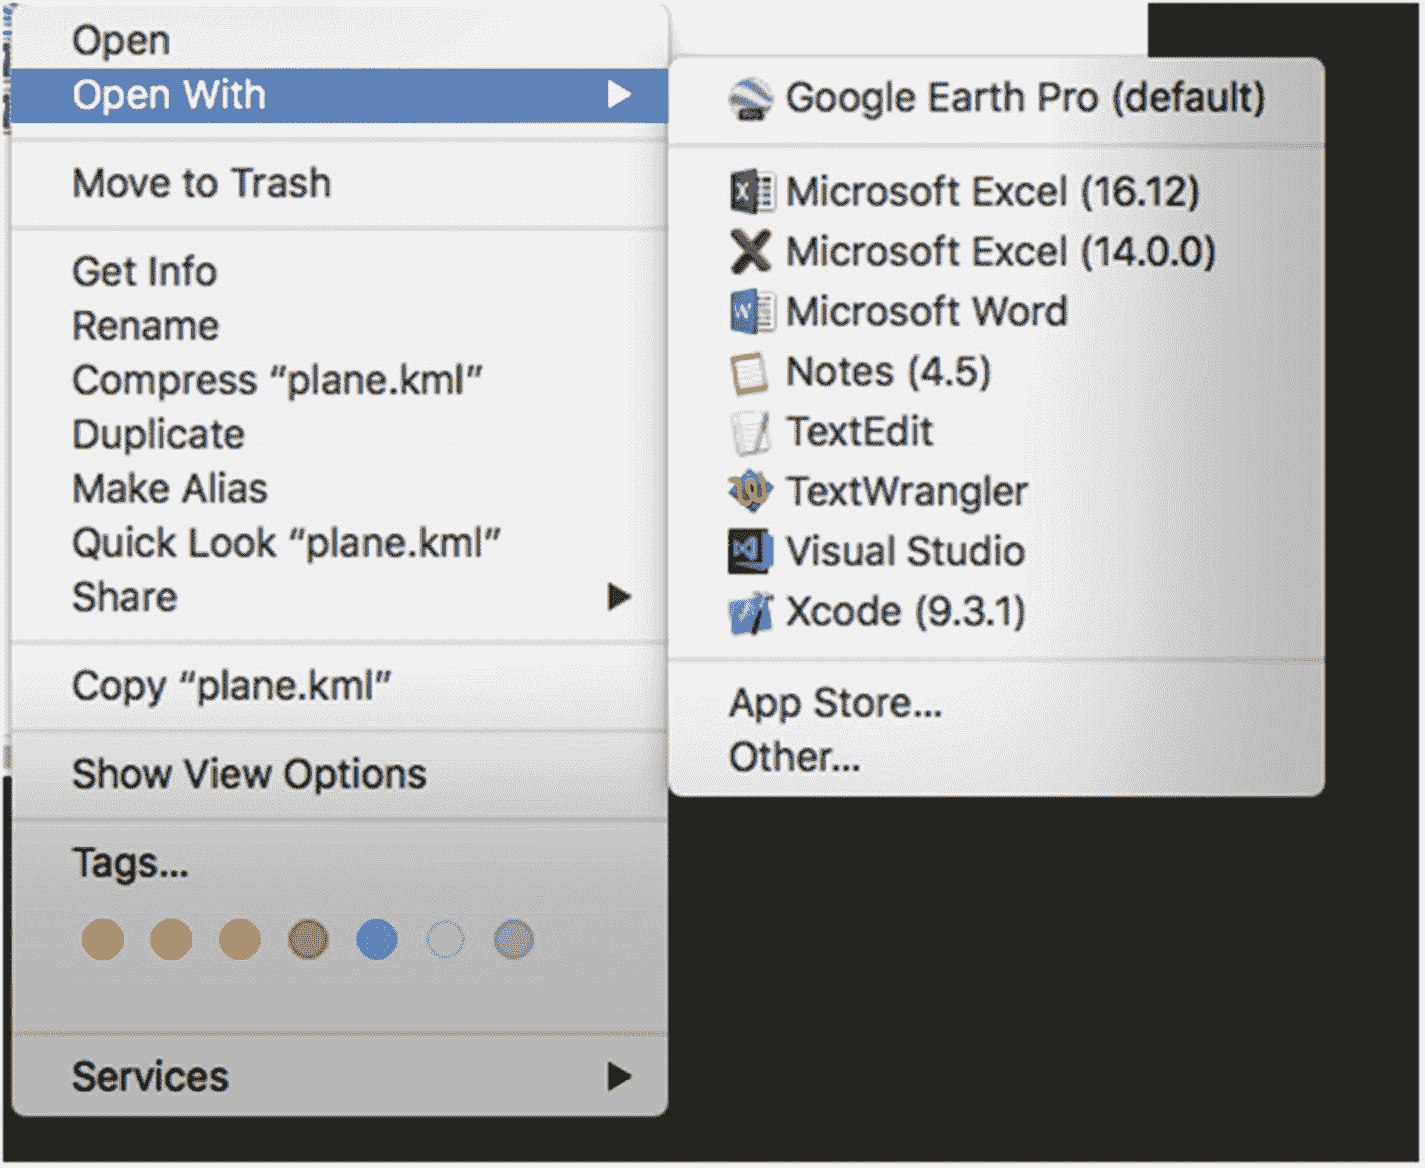 Open
Open With
Move to Trash
Get Info
Rename
Compress “plane.kml”
Duplicate
Make Alias
Quick Look “plane.kml”
Share
Copy “plane.kml”
Show View Options
Tags...
Services
Google Earth Pro (default)
Microsoft Excel (16.12)
Microsoft Excel (14.0.0)
Microsoft Word
Notes (4.5)
TextEdit
TextWrangler
Visual Studio
Xcode (9.3.1)
App Store...
Other...